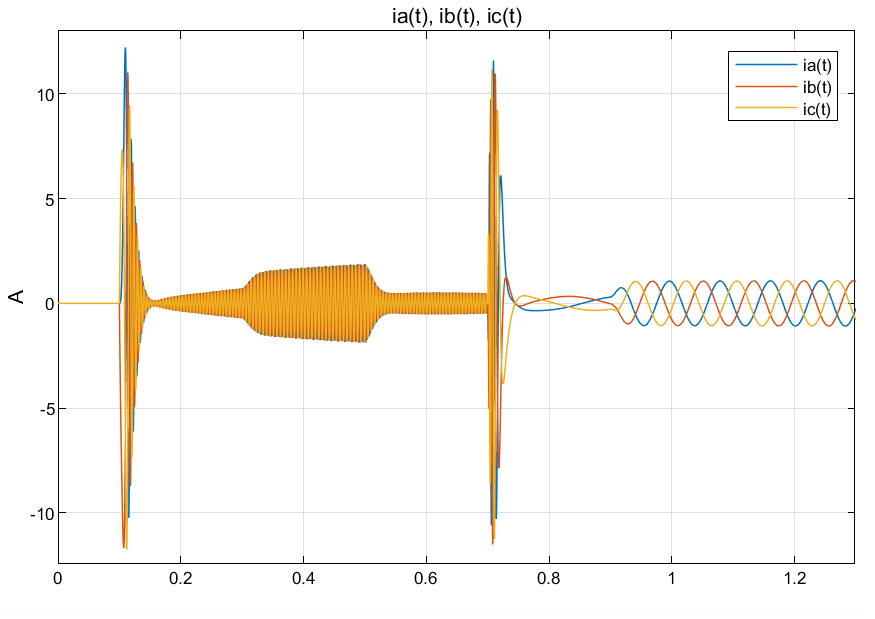 ia(t), ib(t), ic(t)
ia(t)
ib(t)
ic(t)
A
10
5
0
-5
-10
0 0.2 0.4 0.6 0.8 1 1.2